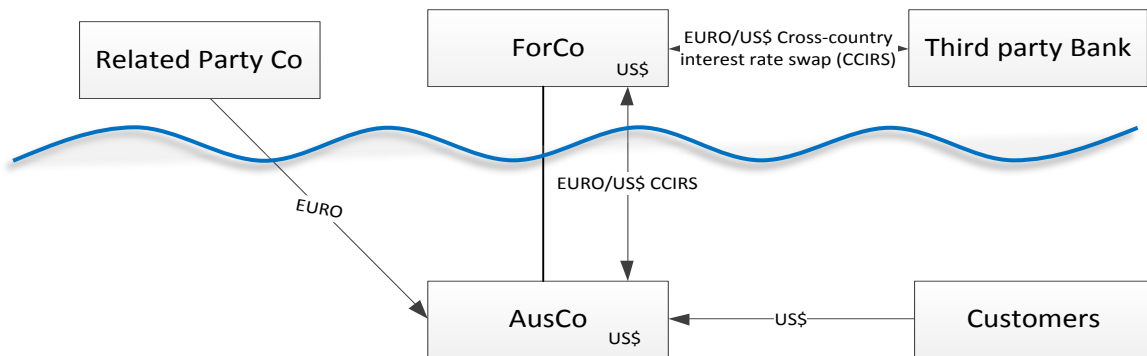 Related Party Co
ForCo
US$
EURO/US$ Cross-country
interest rate swap (CCIRS)
Third party Bank
EURO/US$ CCIRS
EURO
AusCo
US$
US$
Customers